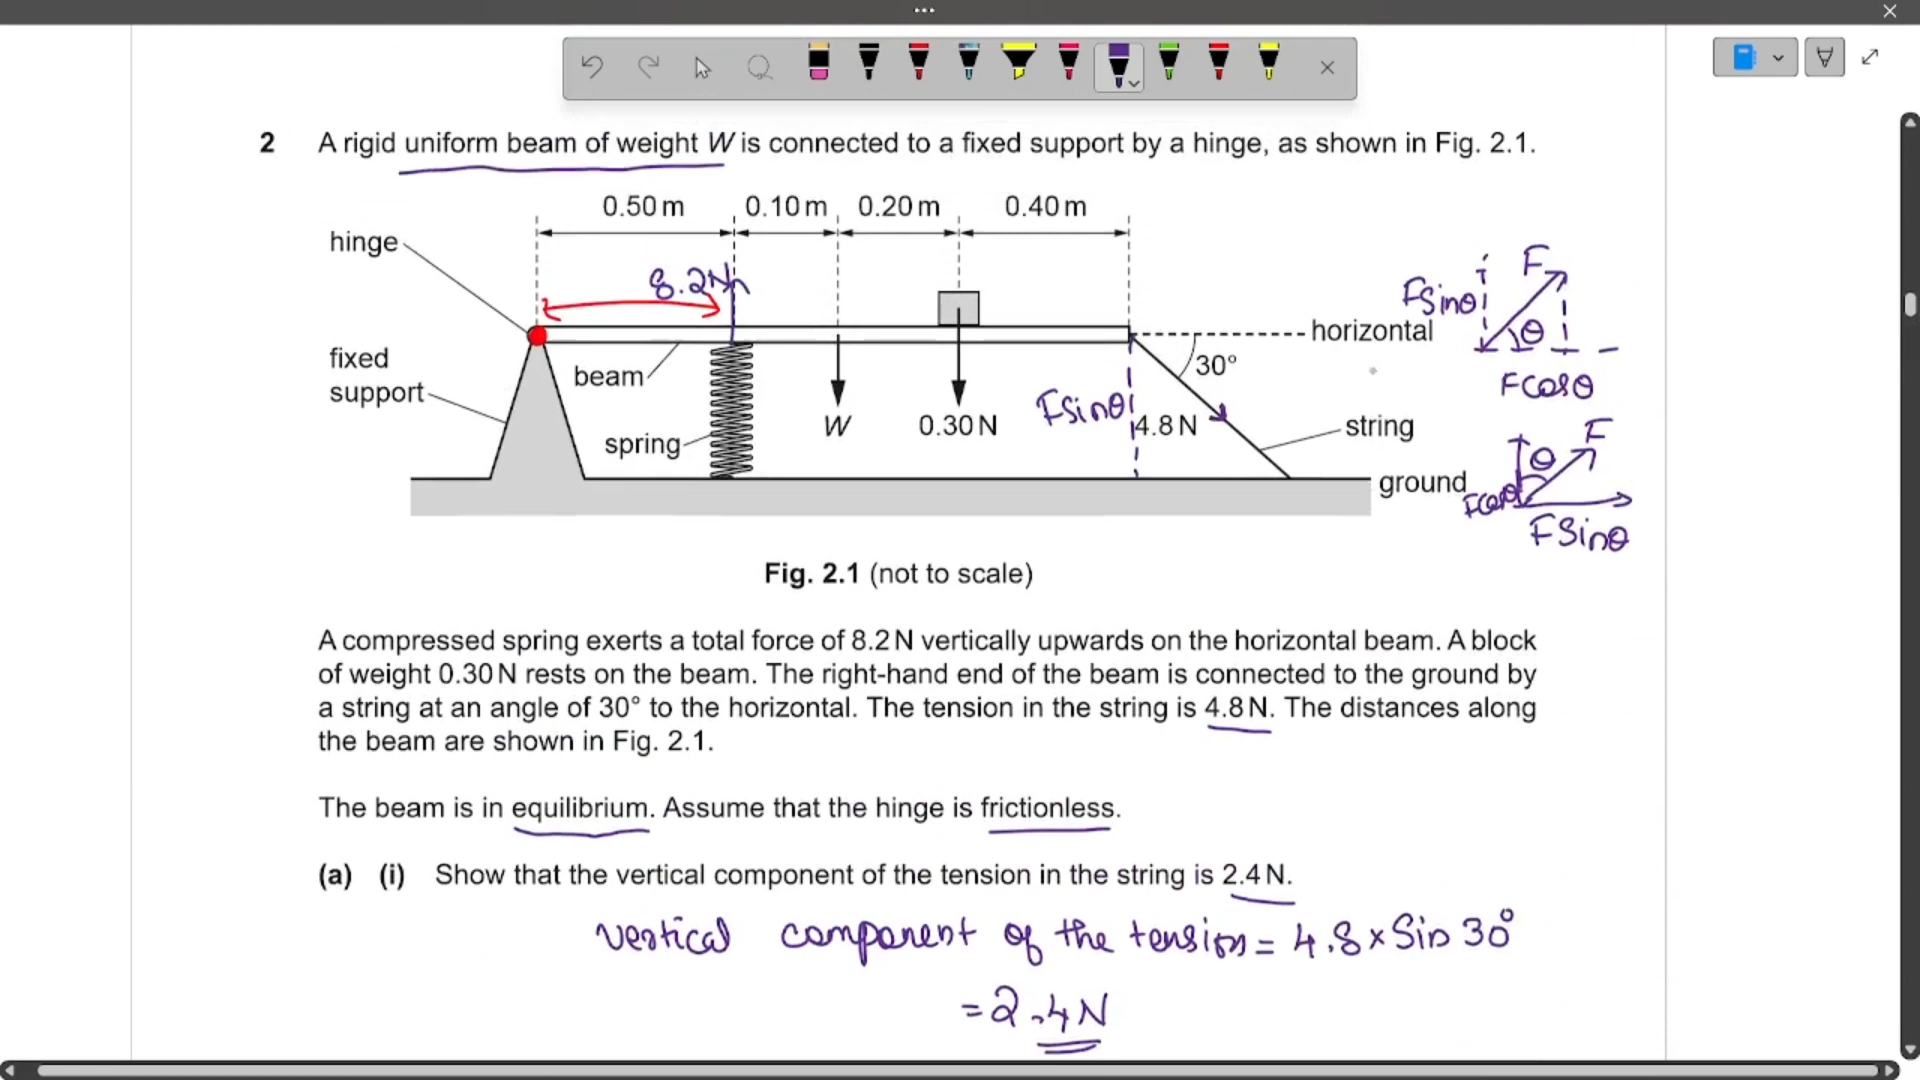 2 A rigid uniform beam of weight W is connected to a fixed support by a hinge, as shown in Fig. 2.1.
0.50 m 0.10 m 0.20 m 0.40 m
hinge
8.2N
F
Fsinθ
θ
horizontal
Fcosθ
fixed
support
beam
30°
spring
W
0.30 N
Fsinθ
4.8 N
string
ground
F
θ
Fcosθ
Fsinθ
Fig. 2.1 (not to scale)
A compressed spring exerts a total force of 8.2 N vertically upwards on the horizontal beam. A block
of weight 0.30 N rests on the beam. The right-hand end of the beam is connected to the ground by
a string at an angle of 30° to the horizontal. The tension in the string is 4.8 N. The distances along
the beam are shown in Fig. 2.1.
The beam is in equilibrium. Assume that the hinge is frictionless.
(a) (i) Show that the vertical component of the tension in the string is 2.4 N.
vertical component of the tension = 4.8 × Sin 30°
= 2.4 N